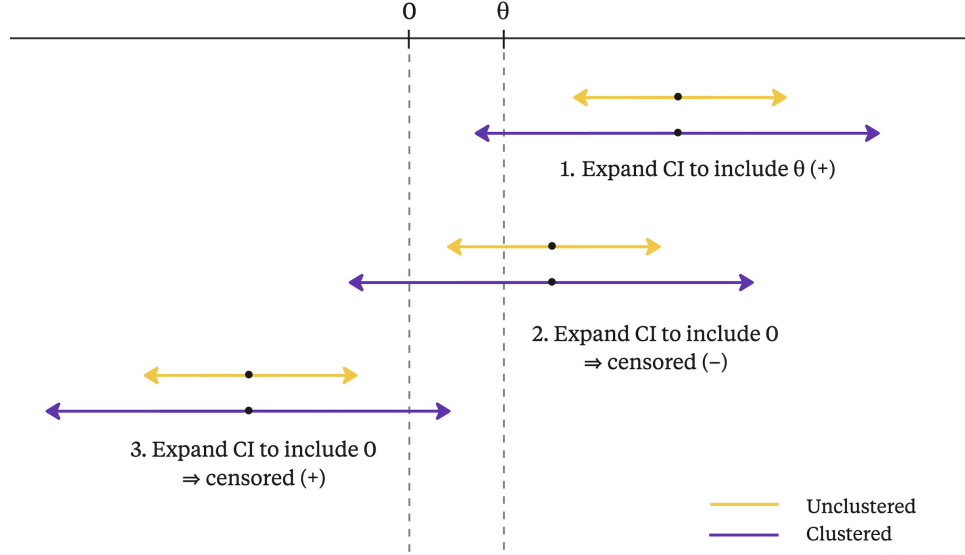 0 θ
1. Expand CI to include θ (+)
2. Expand CI to include 0
⇒ censored (−)
3. Expand CI to include 0
⇒ censored (+)
Unclustered
Clustered